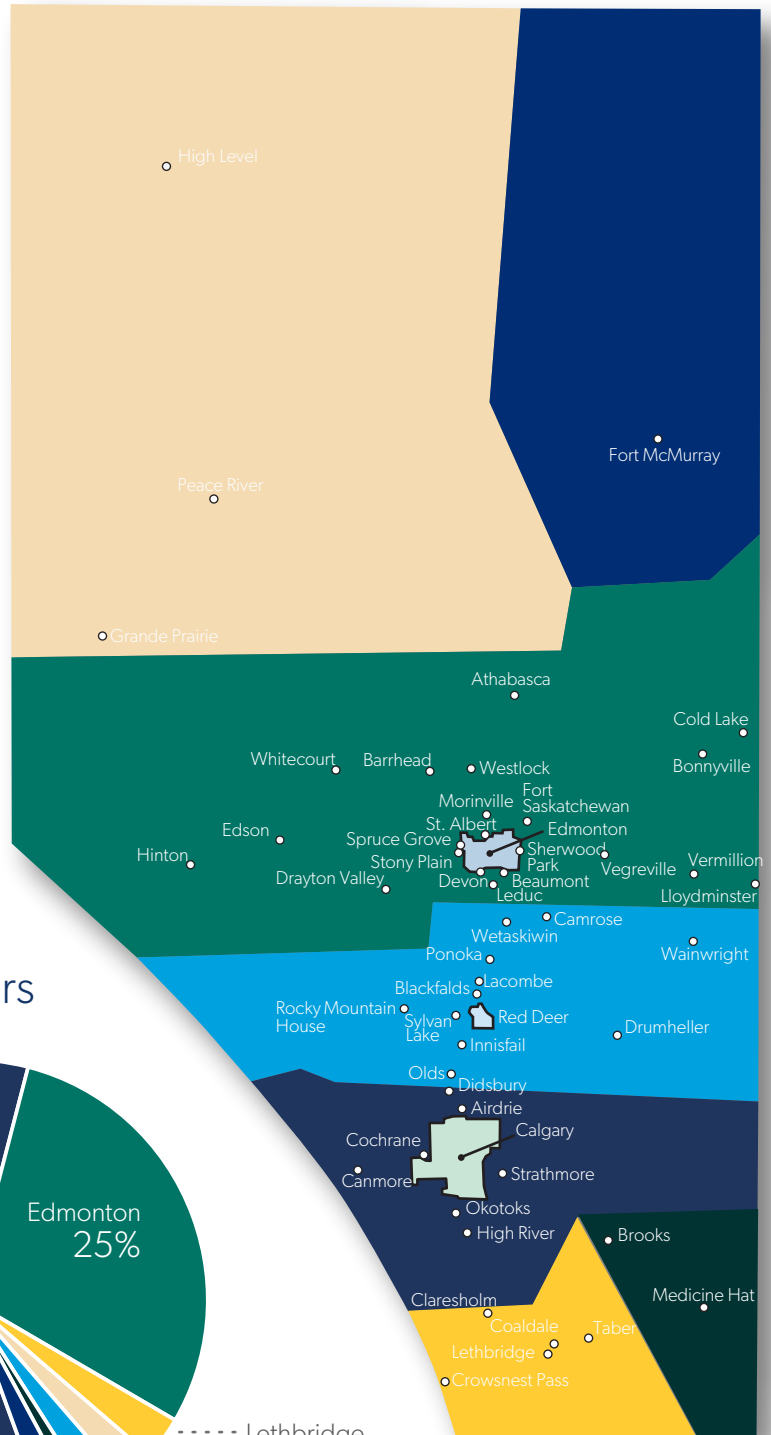 High Level
Fort McMurray
Peace River
Grande Prairie
Athabasca
Cold Lake
Whitecourt
Barrhead
Westlock
Bonnyville
Fort
Saskatchewan
Morinville
St. Albert
Edmonton
Edson
Spruce Grove
Sherwood
Park
Hinton
Stony Plain
Vegreville
Vermillion
Drayton Valley
Devon
Beaumont
Leduc
Lloydminster
Camrose
Wetaskiwin
Ponoka
Wainwright
rs
Lacombe
Blackfalds
Rocky Mountain
House
Sylvan
Lake
Red Deer
Drumheller
Innisfail
Olds
Didsbury
Airdrie
Calgary
Cochrane
Canmore
Strathmore
Okotoks
High River
Edmonton
25%
Brooks
Medicine Hat
Claresholm
Coaldale
Taber
Lethbridge
Crowsnest Pass
Lethbridge